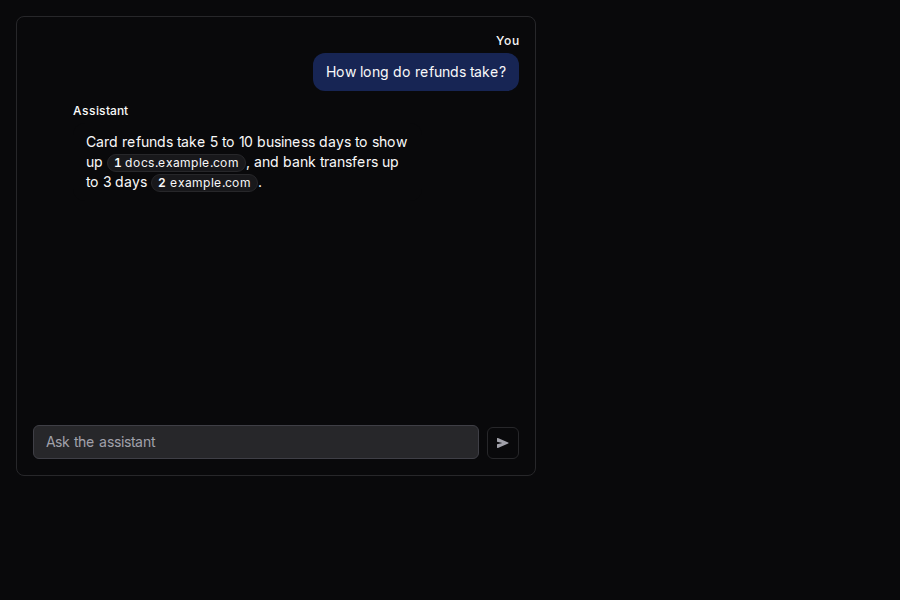 You
How long do refunds take?
Assistant
Card refunds take 5 to 10 business days to show
up 1 docs.example.com, and bank transfers up
to 3 days 2 example.com.
Ask the assistant